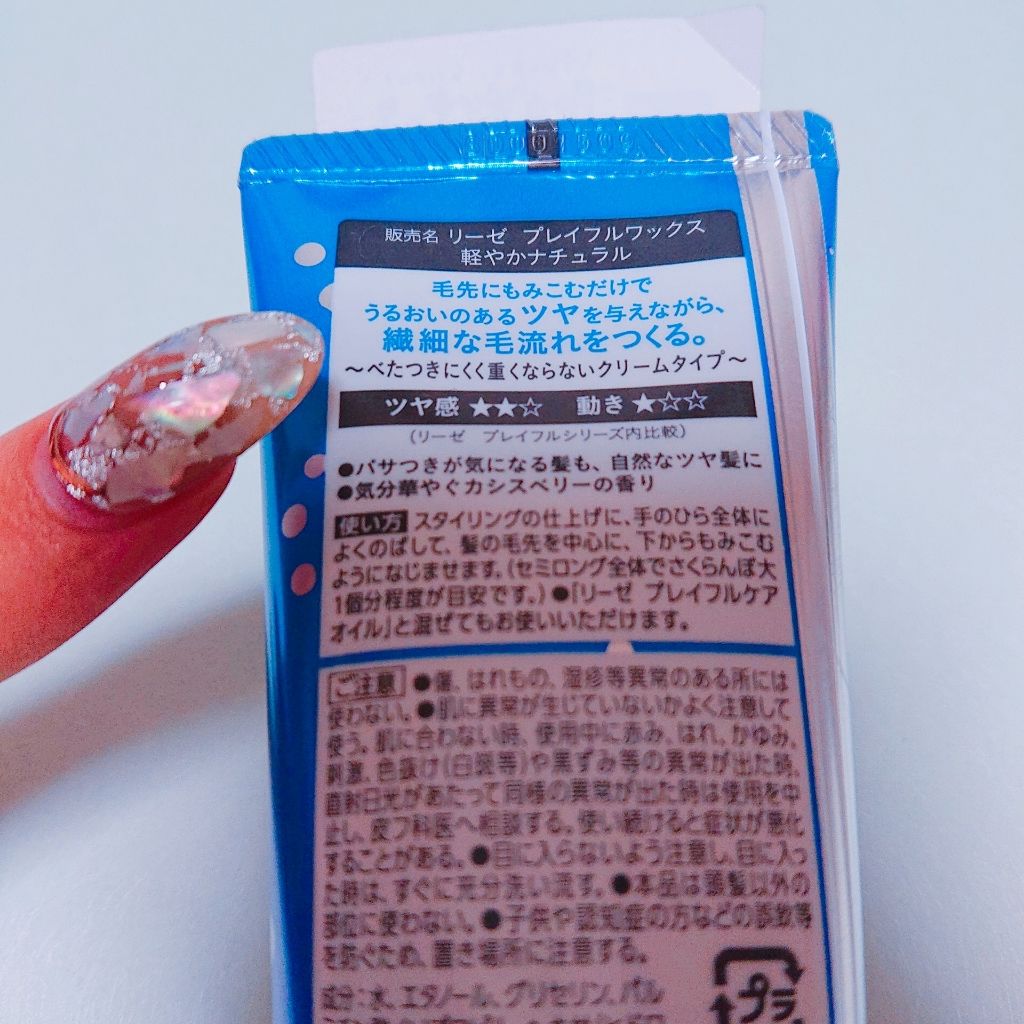 販売名 リーゼ プレイフルワックス
軽やかナチュラル
毛先にもみこむだけで
うるおいのあるツヤを与えながら、
繊細な毛流れをつくる。
～べたつきにくく重くならないクリームタイプ～
ツヤ感 ★★☆ 動き ★☆☆
(リーゼ プレイフルシリーズ内比較)
●パサつきが気になる髪も、自然なツヤ髪に
●気分華やぐカシスベリーの香り
使い方 スタイリングの仕上げに、手のひら全体に
よくのばして、髪の毛先を中心に、下からもみこむ
ようになじませます。(セミロング全体でさくらんぼ大
1個分程度が目安です。)●「リーゼ プレイフルケア
オイル」と混ぜてもお使いいただけます。
ご注意 ●傷、はれもの、湿疹等異常のある所には
使わない。●肌に異常が生じていないかよく注意して
使う。肌に合わない時、使用中に赤み、はれ、かゆみ、
刺激、色抜け(白斑等)や黒ずみ等の異常が出た時、
直射日光があたって同様の異常が出た時は使用を中
止し、皮フ科医へ相談する。使い続けると症状が悪化
することがある。●目に入らないよう注意し、目に入っ
た時は、すぐに充分洗い流す。●本品は頭髪以外の
部位に使わない。●子供や認知症の方などの誤飲等
を防ぐため、置き場所に注意する。
成分:水、エタノール、グリセリン、パル
プラ